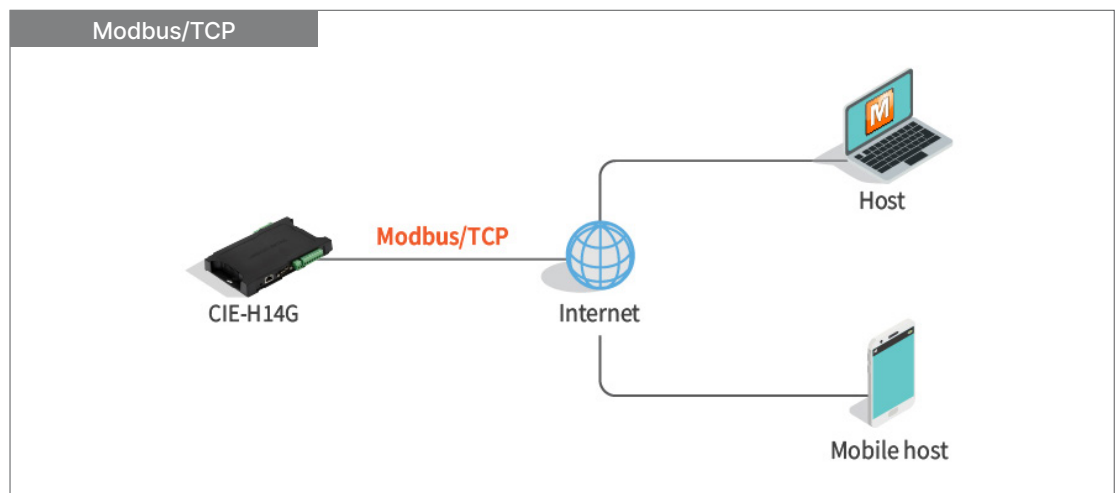 Modbus/TCP
M
Host
Modbus/TCP
CIE-H14G
Internet
Mobile host